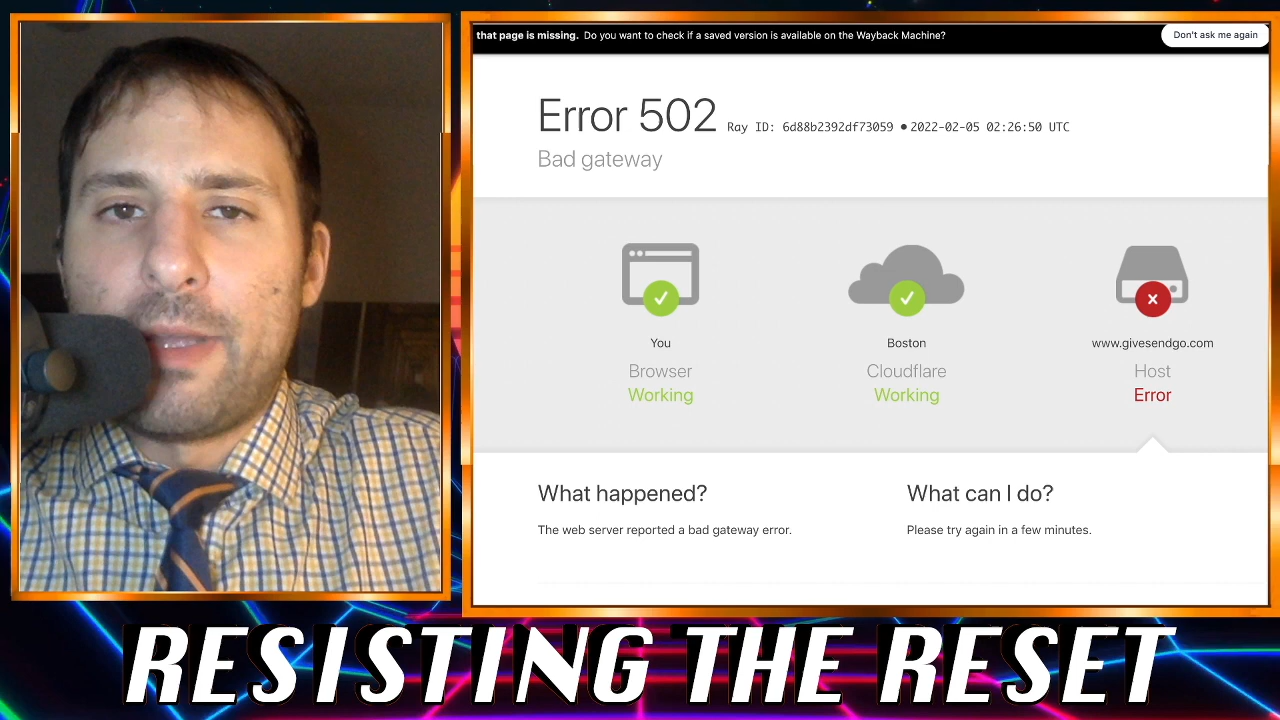 that page is missing. Do you want to check if a saved version is available on the Wayback Machine?
Don't ask me again
Error 502 Ray ID: 6d88b2392df73059 • 2022-02-05 02:26:50 UTC
Bad gateway
You
Browser
Working
Boston
Cloudflare
Working
www.givesendgo.com
Host
Error
What happened?
The web server reported a bad gateway error.
What can I do?
Please try again in a few minutes.
RESISTING THE RESET